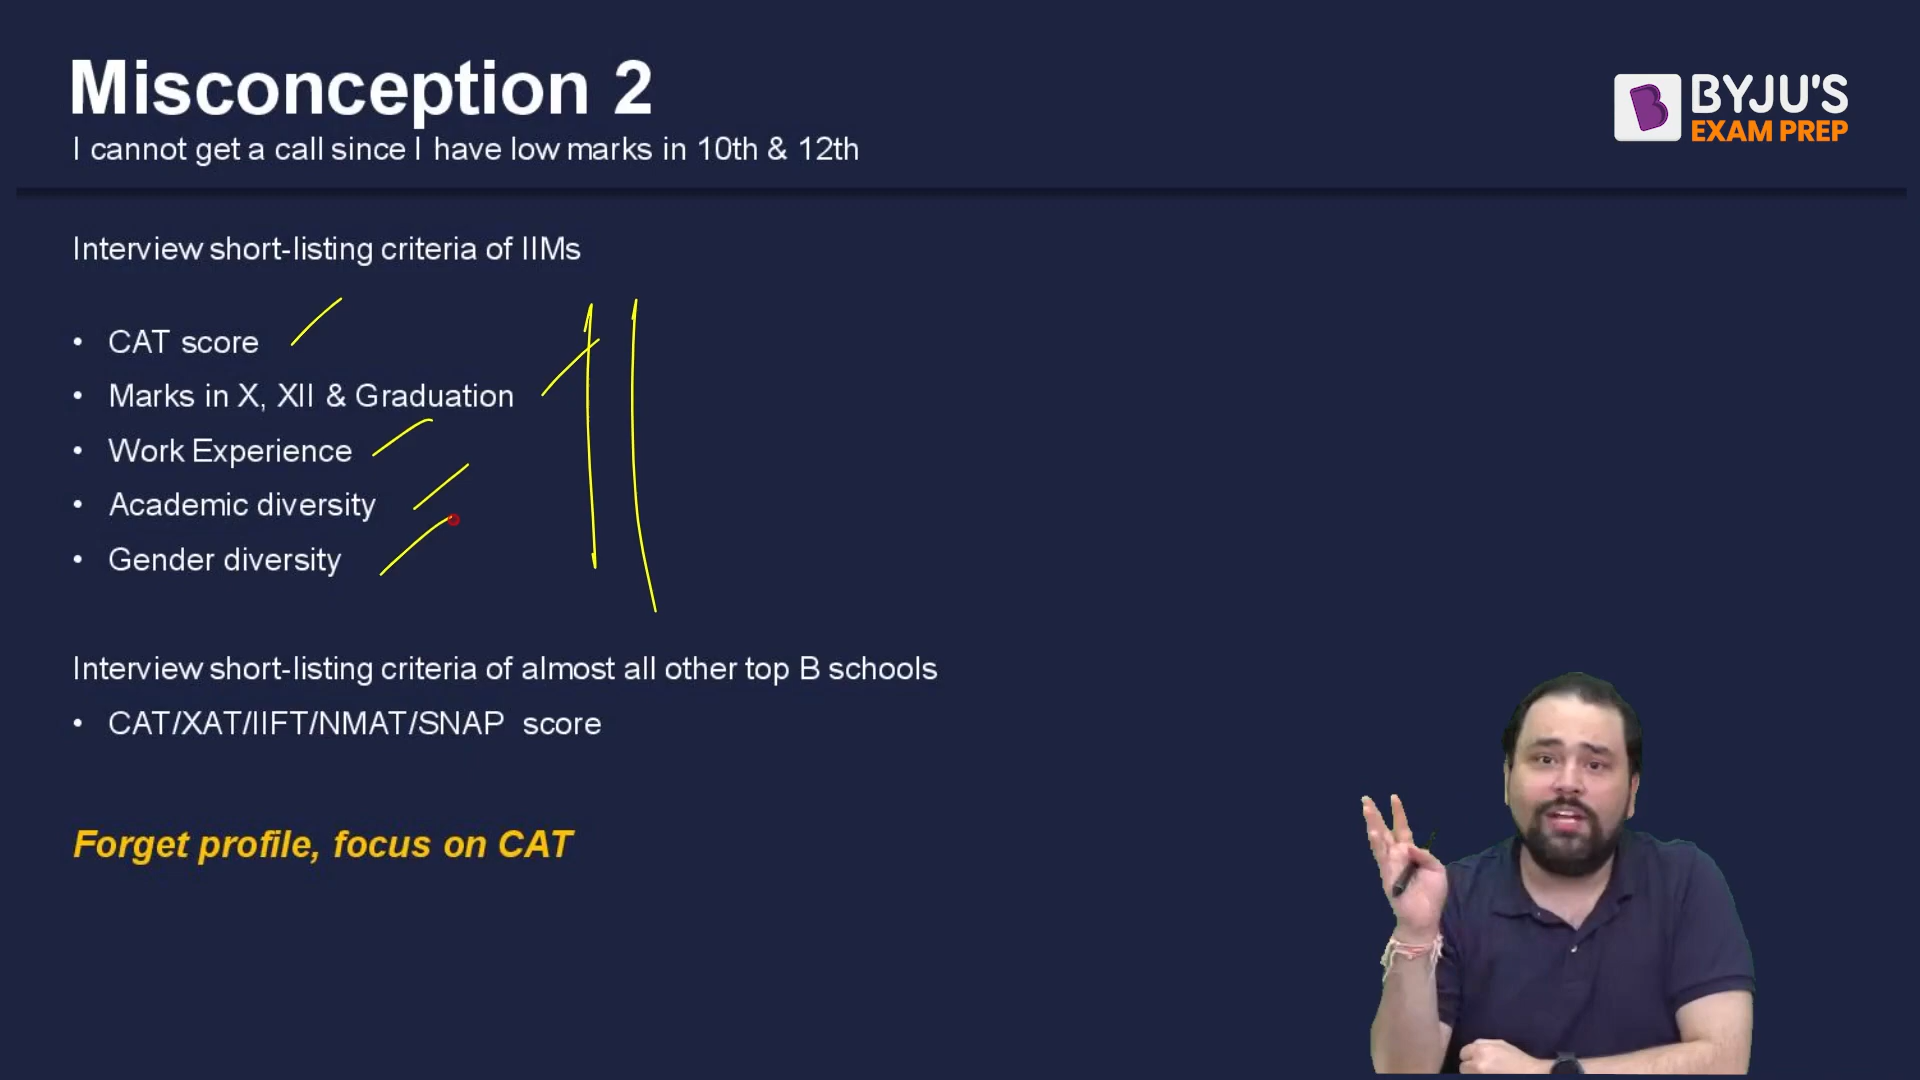 Misconception 2
I cannot get a call since I have low marks in 10th & 12th
BYJU'S
EXAM PREP
Interview short-listing criteria of IIMs
• CAT score
• Marks in X, XII & Graduation
• Work Experience
• Academic diversity
• Gender diversity
Interview short-listing criteria of almost all other top B schools
• CAT/XAT/IIFT/NMAT/SNAP score
Forget profile, focus on CAT